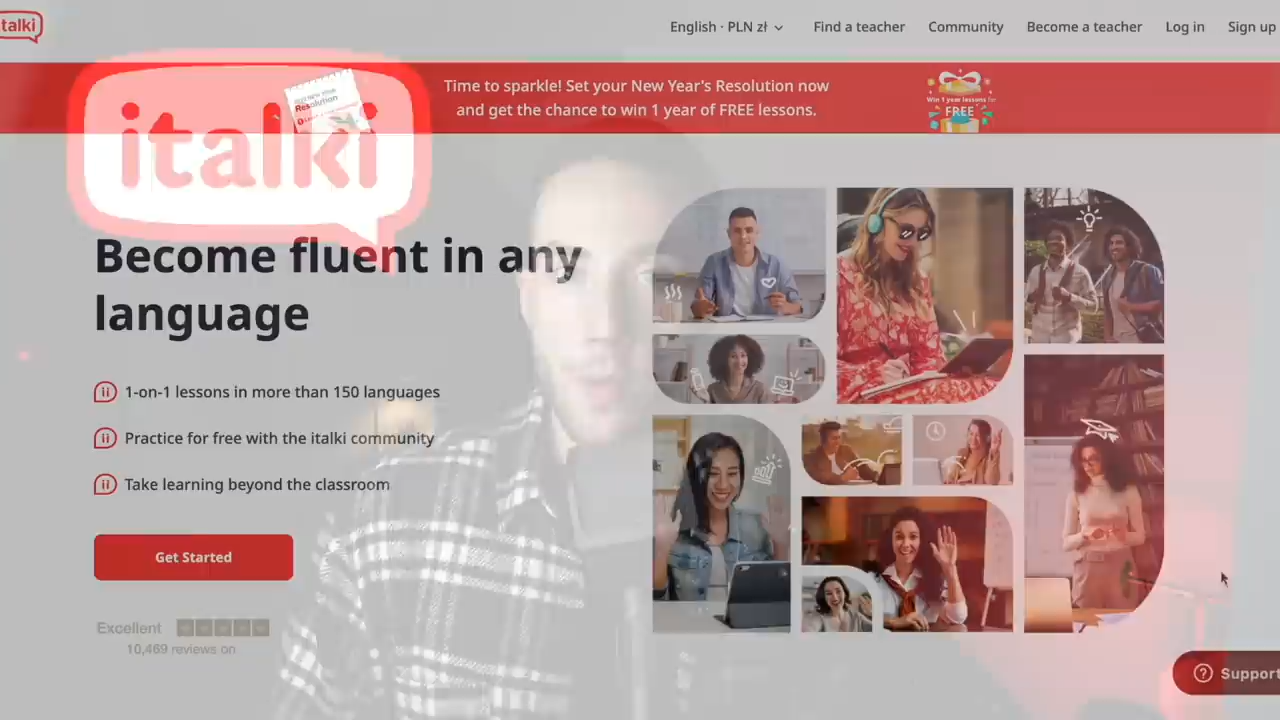 talki
English · PLN zł
Find a teacher
Community
Become a teacher
Log in
Sign up
Time to sparkle! Set your New Year's Resolution now
and get the chance to win 1 year of FREE lessons.
Resolution
Win 1 year lessons for
FREE
italki
Become fluent in any
language
1-on-1 lessons in more than 150 languages
Practice for free with the italki community
Take learning beyond the classroom
Get Started
Excellent
10,469 reviews on
Support